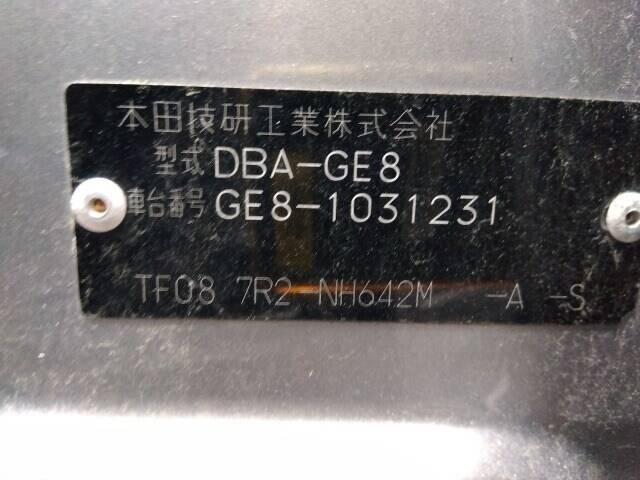 本田技研工業株式会社
型式 DBA-GE8
車台番号 GE8-1031231
TF08 7R2 NH642M -A -S